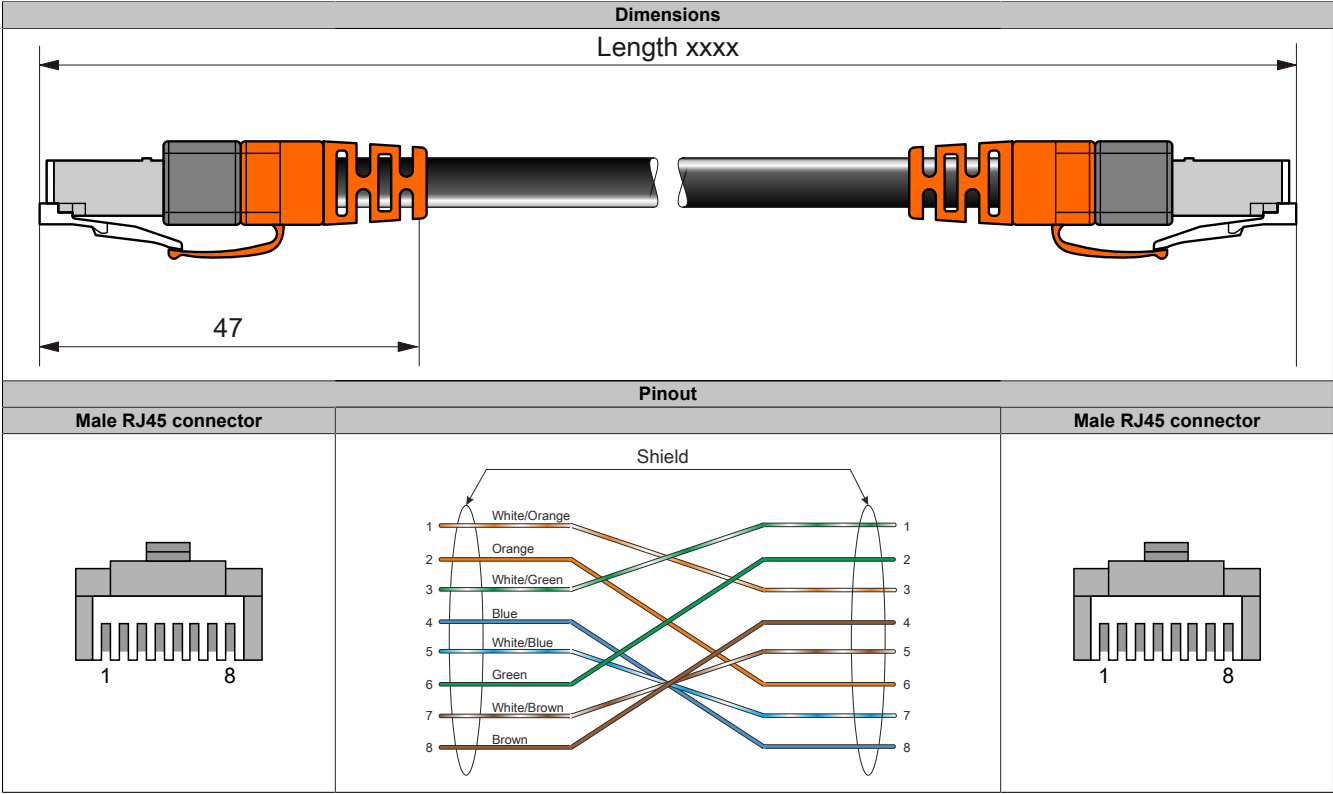 Dimensions
Length xxxx
47
Pinout
Male RJ45 connector
Male RJ45 connector
Shield
1 White/Orange 1
2 Orange 2
3 White/Green 3
4 Blue 4
5 White/Blue 5
6 Green 6
7 White/Brown 7
8 Brown 8
1 8
1 8